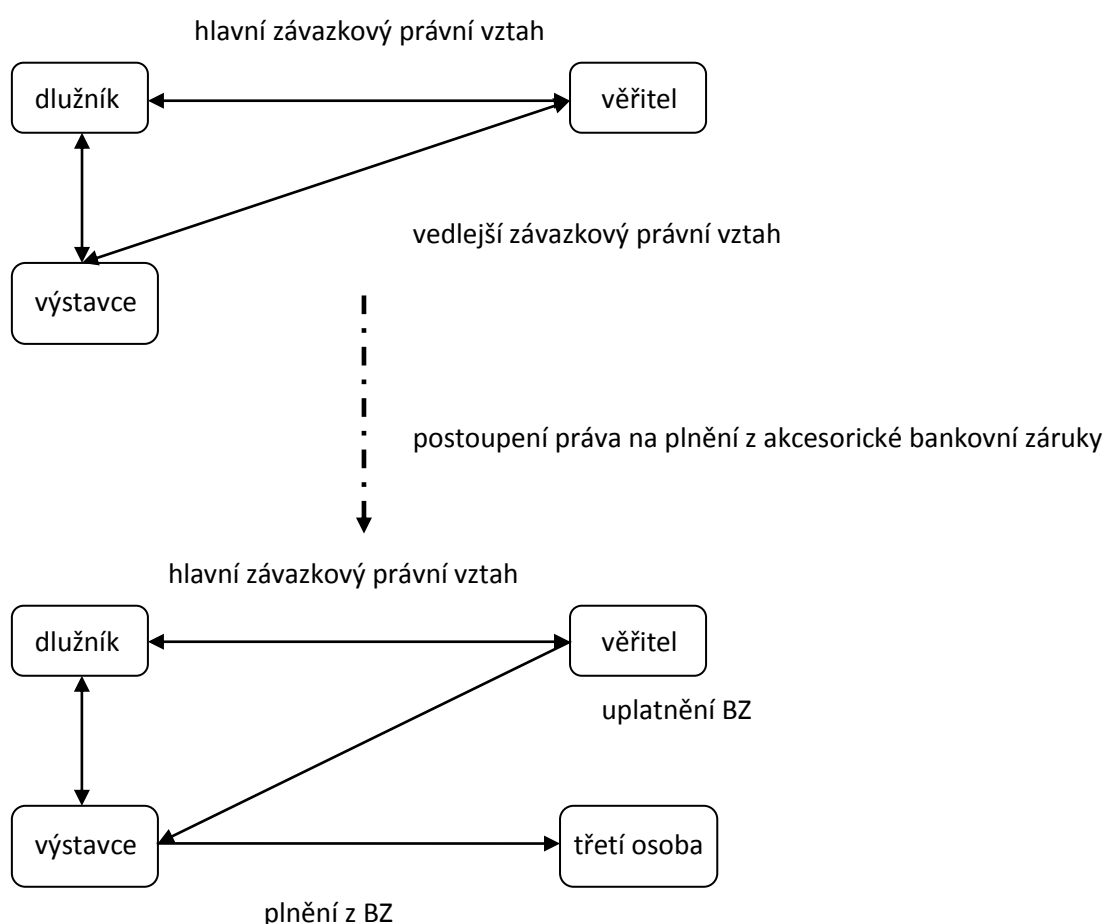 hlavní závazkový právní vztah
dlužník
věřitel
vedlejší závazkový právní vztah
výstavce
postoupení práva na plnění z akcesorické bankovní záruky
hlavní závazkový právní vztah
dlužník
věřitel
uplatnění BZ
výstavce
třetí osoba
plnění z BZ